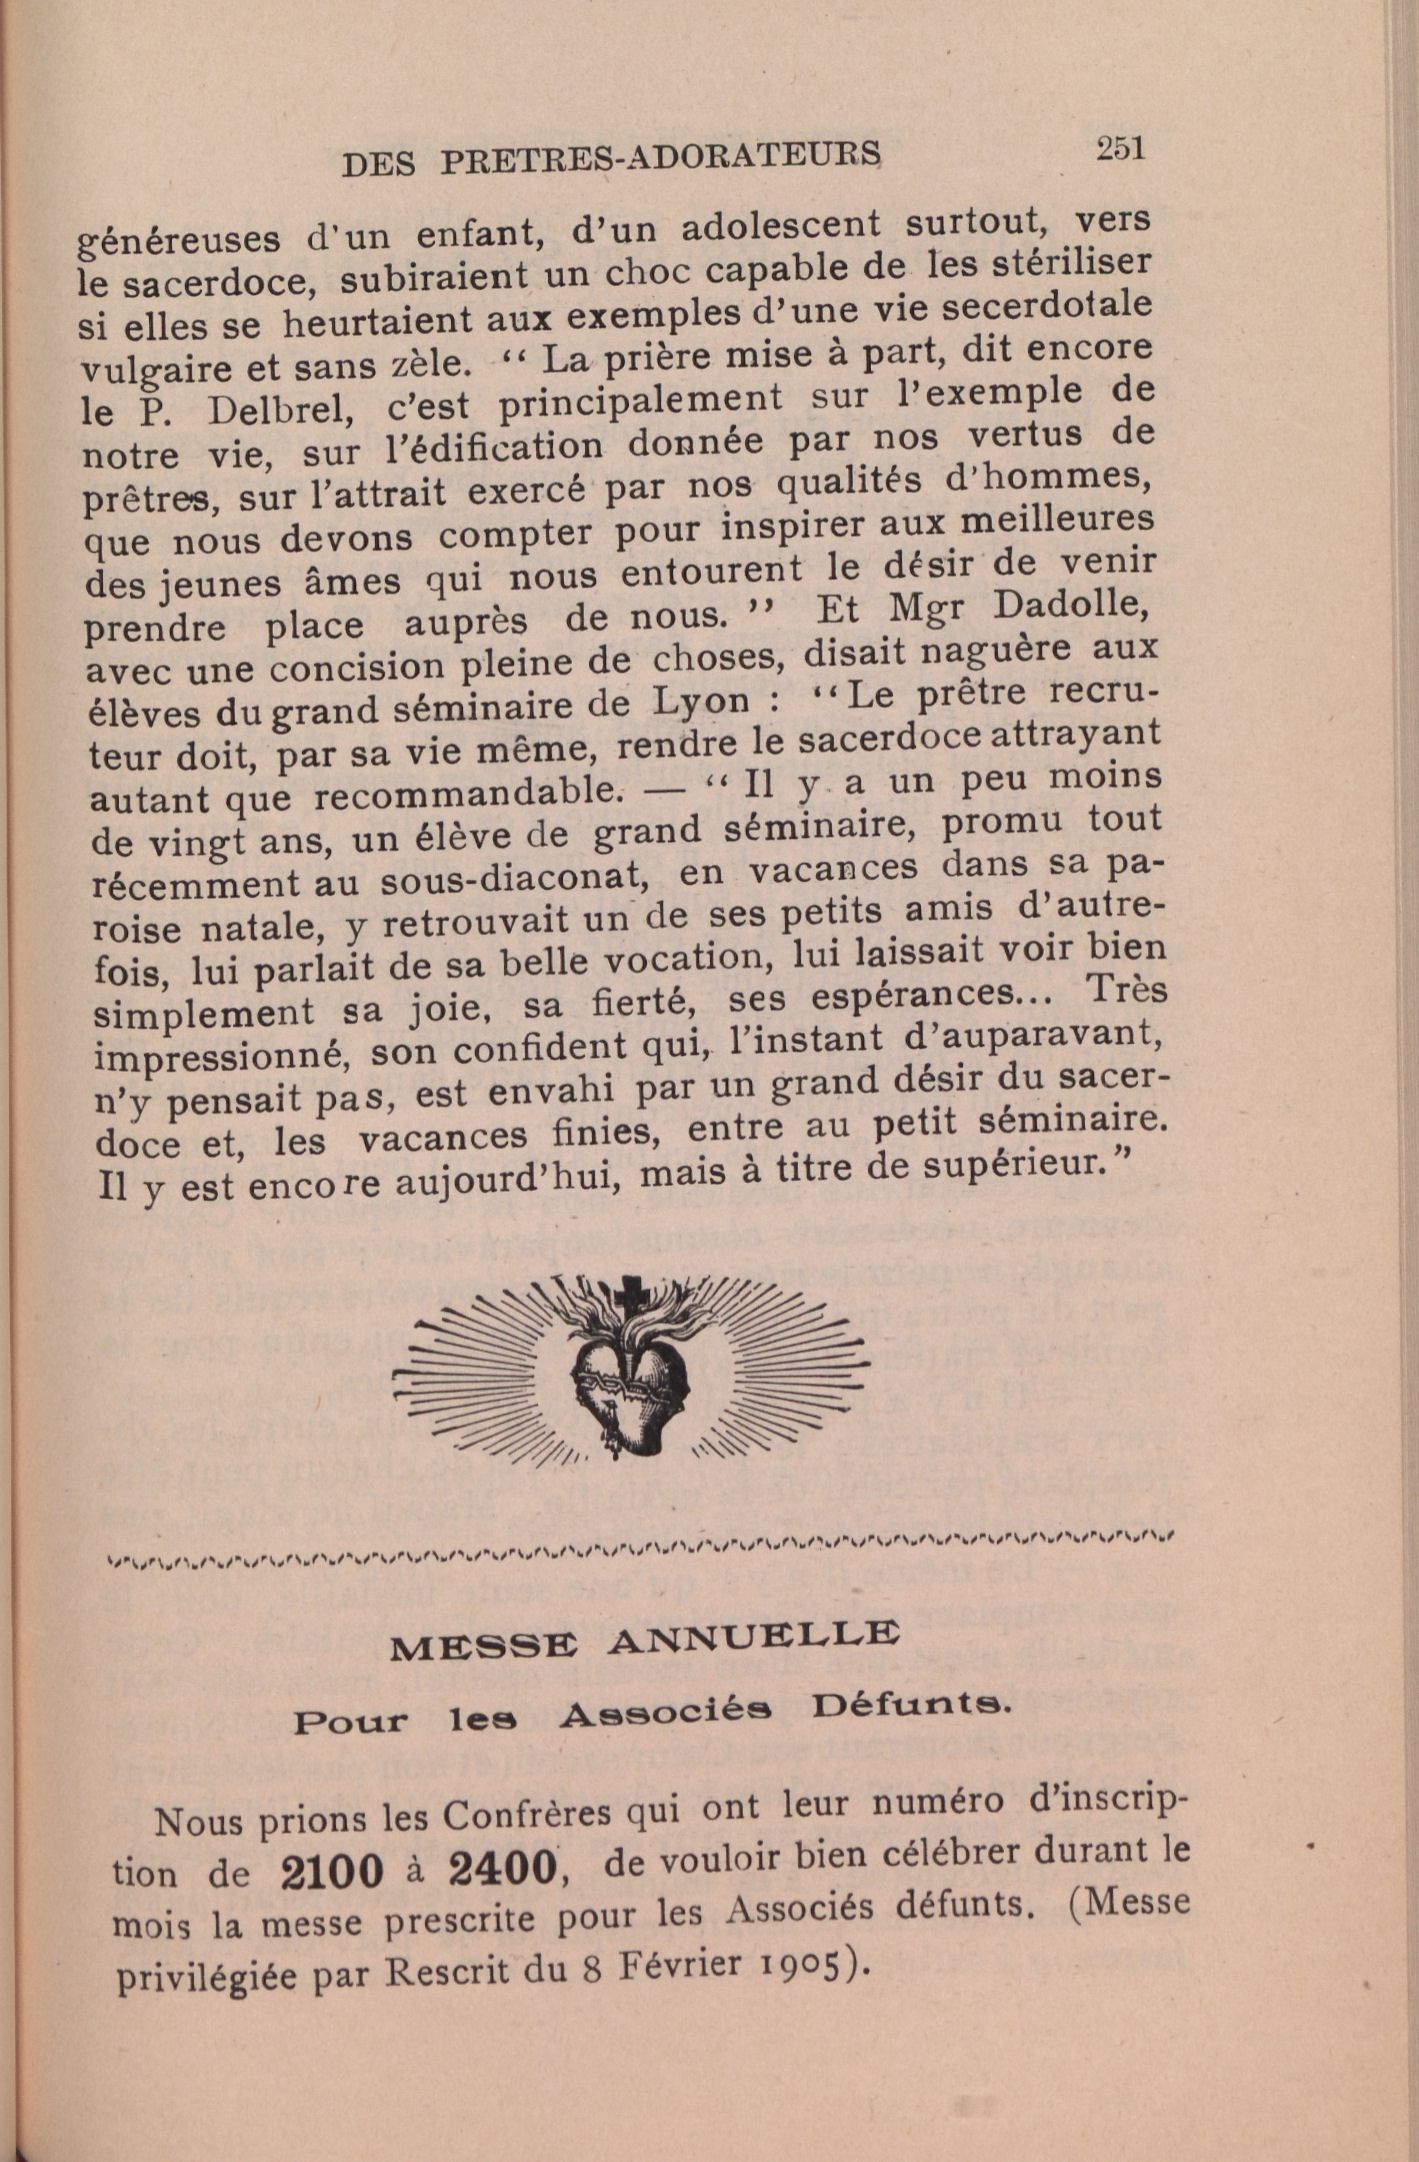 DES PRETRES-ADORATEURS 251
généreuses d'un enfant, d'un adolescent surtout, vers
le sacerdoce, subiraient un choc capable de les stériliser
si elles se heurtaient aux exemples d'une vie secerdotale
vulgaire et sans zèle. “ La prière mise à part, dit encore
le P. Delbrel, c'est principalement sur l'exemple de
notre vie, sur l'édification donnée par nos vertus de
prêtres, sur l'attrait exercé par nos qualités d'hommes,
que nous devons compter pour inspirer aux meilleures
des jeunes âmes qui nous entourent le désir de venir
prendre place auprès de nous. ” Et Mgr Dadolle,
avec une concision pleine de choses, disait naguère aux
élèves du grand séminaire de Lyon : “Le prêtre recru-
teur doit, par sa vie même, rendre le sacerdoce attrayant
autant que recommandable. — “ Il y a un peu moins
de vingt ans, un élève de grand séminaire, promu tout
récemment au sous-diaconat, en vacances dans sa pa-
roise natale, y retrouvait un de ses petits amis d'autre-
fois, lui parlait de sa belle vocation, lui laissait voir bien
simplement sa joie, sa fierté, ses espérances... Très
impressionné, son confident qui, l'instant d'auparavant,
n'y pensait pas, est envahi par un grand désir du sacer-
doce et, les vacances finies, entre au petit séminaire.
Il y est encore aujourd'hui, mais à titre de supérieur.”
MESSE ANNUELLE
Pour les Associés Défunts.
Nous prions les Confrères qui ont leur numéro d'inscrip-
tion de 2100 à 2400, de vouloir bien célébrer durant le
mois la messe prescrite pour les Associés défunts. (Messe
privilégiée par Rescrit du 8 Février 1905).